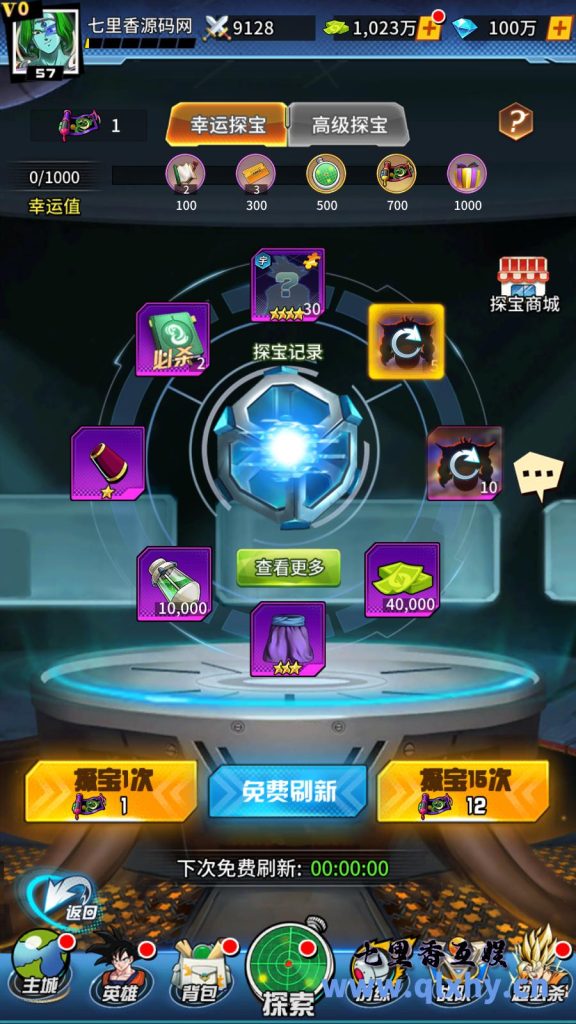 V0
七里香源码网
9128
1,023万
100万
57
1
幸运探宝
高级探宝
?
0/1000
幸运值
2
3
100
300
500
700
1000
宇
?
30
探宝商城
必杀
2
探宝记录
5
10
10,000
查看更多
40,000
探宝1次
1
免费刷新
探宝15次
12
下次免费刷新: 00:00:00
返回
七里香互娱
主城
英雄
背包
探索
www.qlxhy.cn